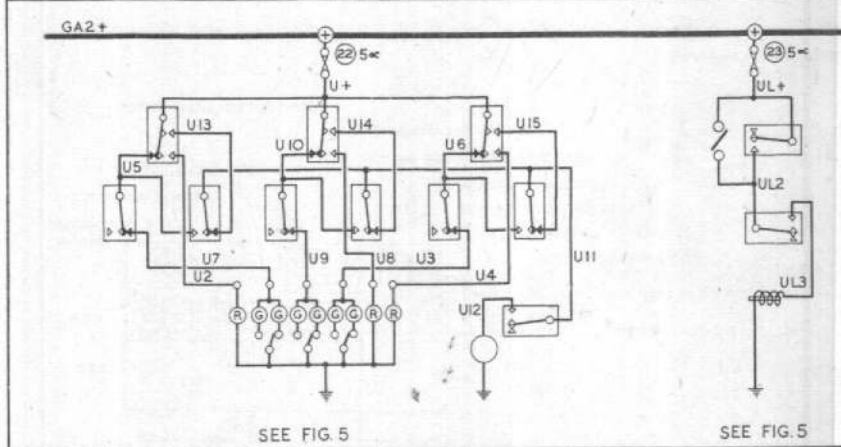 GA2+
+
+
22 5∝
23 5∝
U+
UL+
U13
U10
U14
U6
U15
U5
UL2
U7
U9
U8
U3
U11
U2
U4
UL3
U12
R G G G G G G R R
SEE FIG. 5
SEE FIG. 5